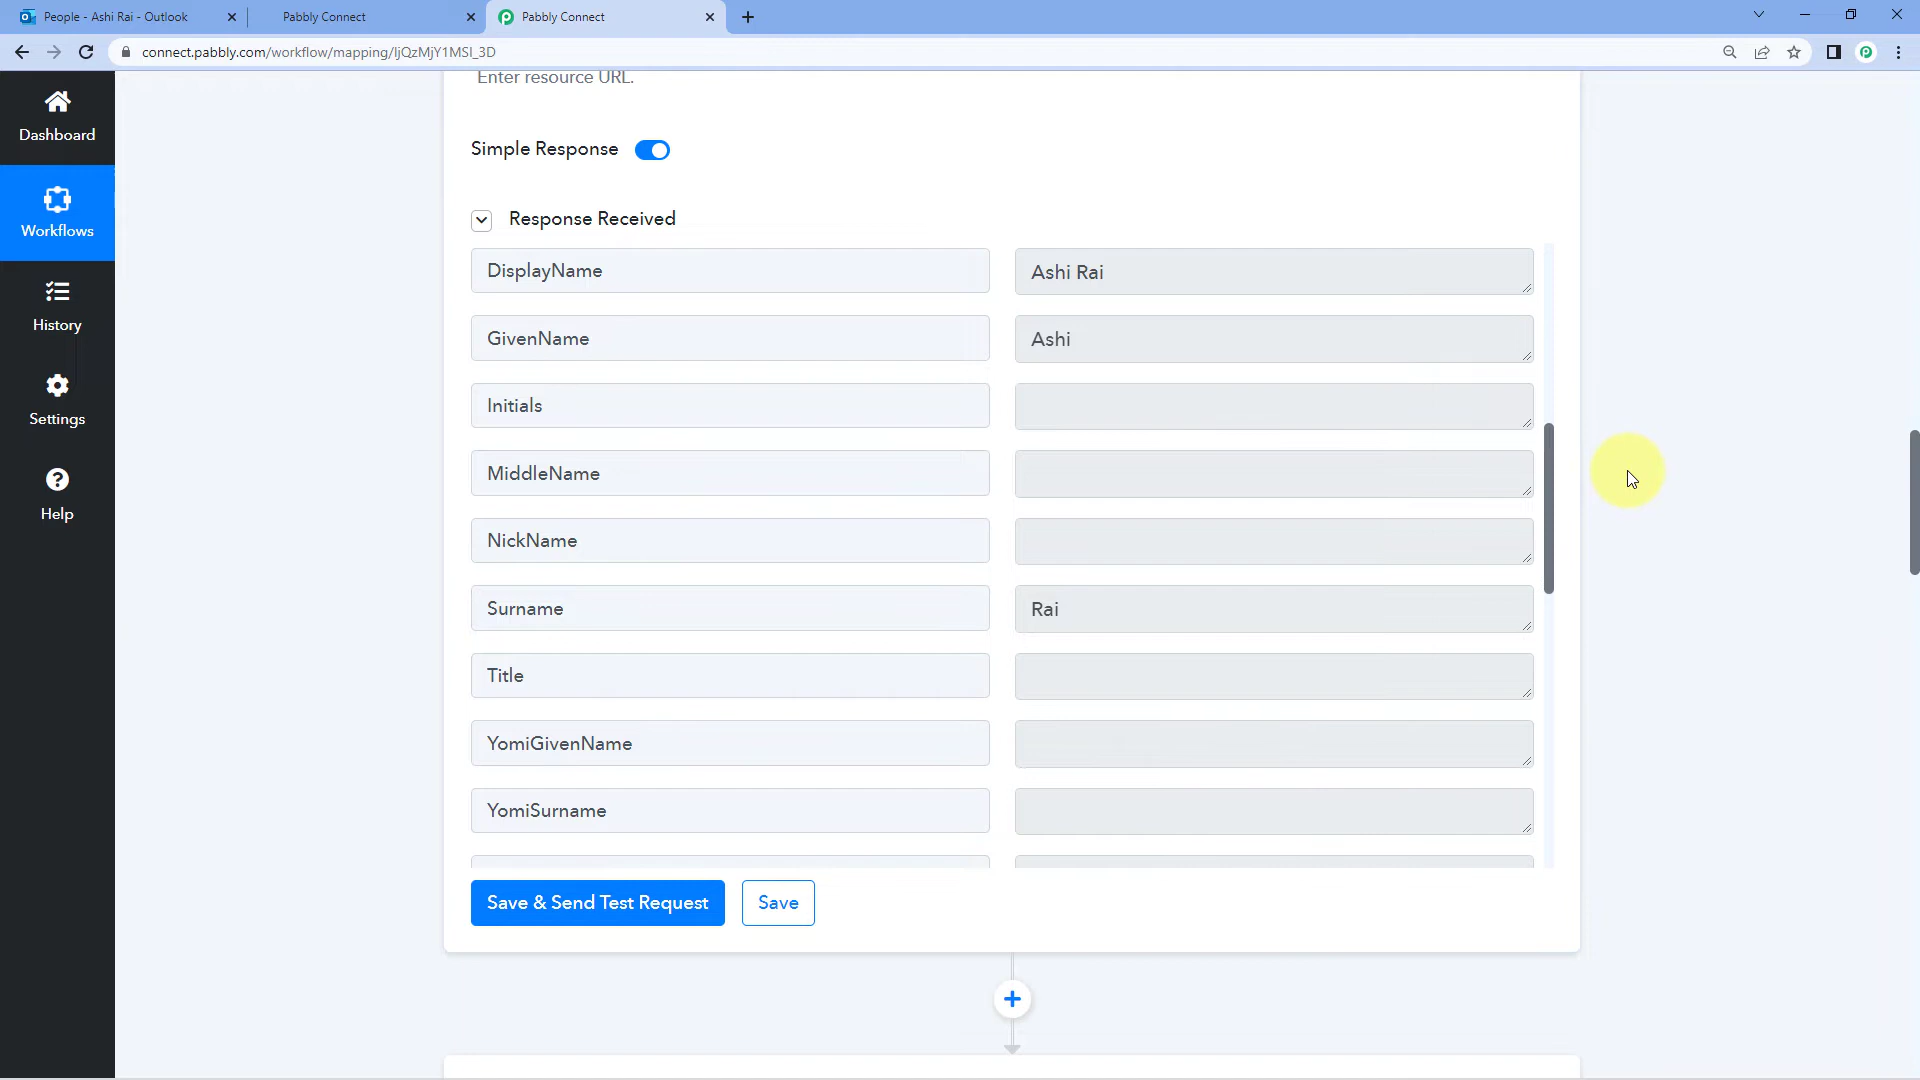 People - Ashi Rai - Outlook
Pabbly Connect
Pabbly Connect
connect.pabbly.com/workflow/mapping/IjQzMjY1MSI_3D
Enter resource URL.
Dashboard
Workflows
History
Settings
Help
Simple Response
Response Received
DisplayName
Ashi Rai
GivenName
Ashi
Initials
MiddleName
NickName
Surname
Rai
Title
YomiGivenName
YomiSurname
Save & Send Test Request
Save